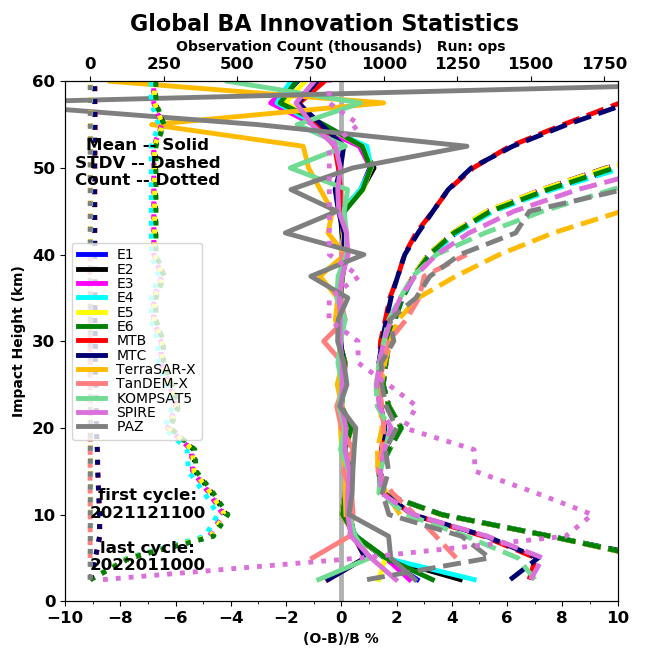 Global BA Innovation Statistics
Observation Count (thousands)   Run: ops
0 250 500 750 1000 1250 1500 1750
60
50
40
30
20
10
0
Impact Height (km)
Mean -- Solid
STDV -- Dashed
Count -- Dotted
E1
E2
E3
E4
E5
E6
MTB
MTC
TerraSAR-X
TanDEM-X
KOMPSAT5
SPIRE
PAZ
first cycle:
2021121100
last cycle:
2022011000
−10 −8 −6 −4 −2 0 2 4 6 8 10
(O-B)/B %